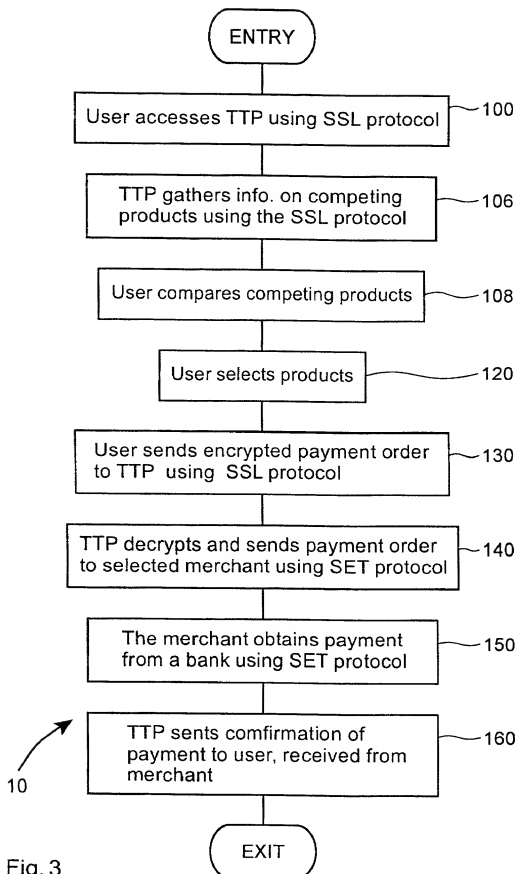 ENTRY
User accesses TTP using SSL protocol
100
TTP gathers info. on competing
products using the SSL protocol
106
User compares competing products
108
User selects products
120
User sends encrypted payment order
to TTP using SSL protocol
130
TTP decrypts and sends payment order
to selected merchant using SET protocol
140
The merchant obtains payment
from a bank using SET protocol
150
TTP sents comfirmation of
payment to user, received from
merchant
160
10
EXIT
Fig. 3